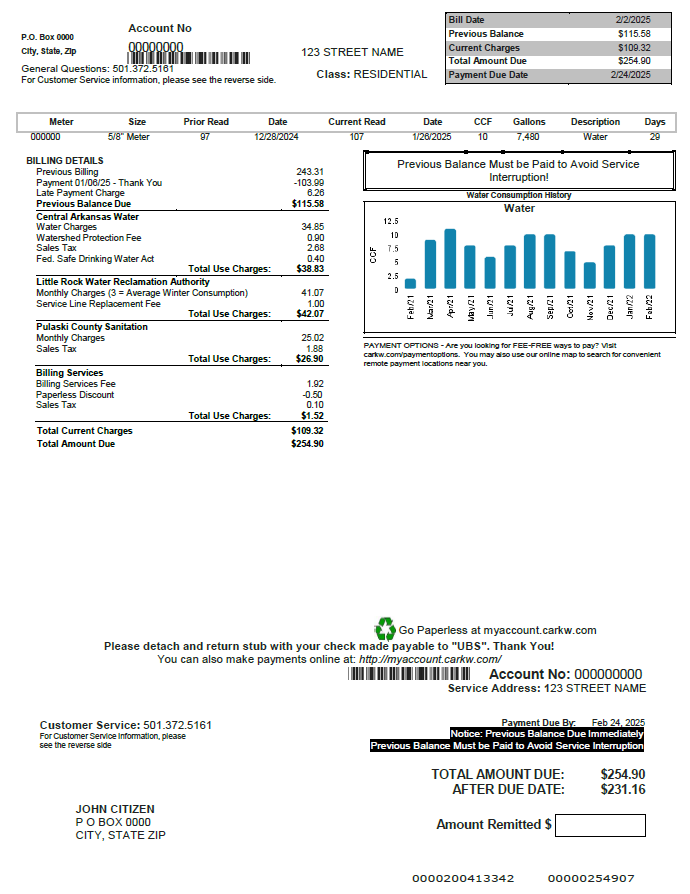 Account No
P.O. Box 0000
00000000
City, State, Zip
General Questions: 501.372.5161
For Customer Service information, please see the reverse side.
123 STREET NAME
Class: RESIDENTIAL
Bill Date 2/2/2025
Previous Balance $115.58
Current Charges $109.32
Total Amount Due $254.90
Payment Due Date 2/24/2025
Meter Size Prior Read Date Current Read Date CCF Gallons Description Days
000000 5/8" Meter 97 12/28/2024 107 1/26/2025 10 7,480 Water 29
BILLING DETAILS
Previous Billing 243.31
Payment 01/06/25 - Thank You -103.99
Late Payment Charge 6.26
Previous Balance Due $115.58
Central Arkansas Water
Water Charges 34.85
Watershed Protection Fee 0.90
Sales Tax 2.68
Fed. Safe Drinking Water Act 0.40
Total Use Charges: $38.83
Little Rock Water Reclamation Authority
Monthly Charges (3 = Average Winter Consumption) 41.07
Service Line Replacement Fee 1.00
Total Use Charges: $42.07
Pulaski County Sanitation
Monthly Charges 25.02
Sales Tax 1.88
Total Use Charges: $26.90
Billing Services
Billing Services Fee 1.92
Paperless Discount -0.50
Sales Tax 0.10
Total Use Charges: $1.52
Total Current Charges $109.32
Total Amount Due $254.90
Previous Balance Must be Paid to Avoid Service
Interruption!
Water Consumption History
Water
CCF
12.5
10
7.5
5
2.5
0
Feb/21 Mar/21 Apr/21 May/21 Jun/21 Jul/21 Aug/21 Sep/21 Oct/21 Nov/21 Dec/21 Jan/22 Feb/22
PAYMENT OPTIONS - Are you looking for FEE-FREE ways to pay? Visit
carkw.com/paymentoptions. You may also use our online map to search for convenient
remote payment locations near you.
Go Paperless at myaccount.carkw.com
Please detach and return stub with your check made payable to "UBS". Thank You!
You can also make payments online at: http://myaccount.carkw.com/
Account No: 000000000
Service Address: 123 STREET NAME
Customer Service: 501.372.5161
For Customer Service Information, please
see the reverse side
Payment Due By: Feb 24, 2025
Notice: Previous Balance Due Immediately
Previous Balance Must be Paid to Avoid Service Interruption
TOTAL AMOUNT DUE: $254.90
AFTER DUE DATE: $231.16
JOHN CITIZEN
P O BOX 0000
CITY, STATE ZIP
Amount Remitted $
0000200413342 00000254907